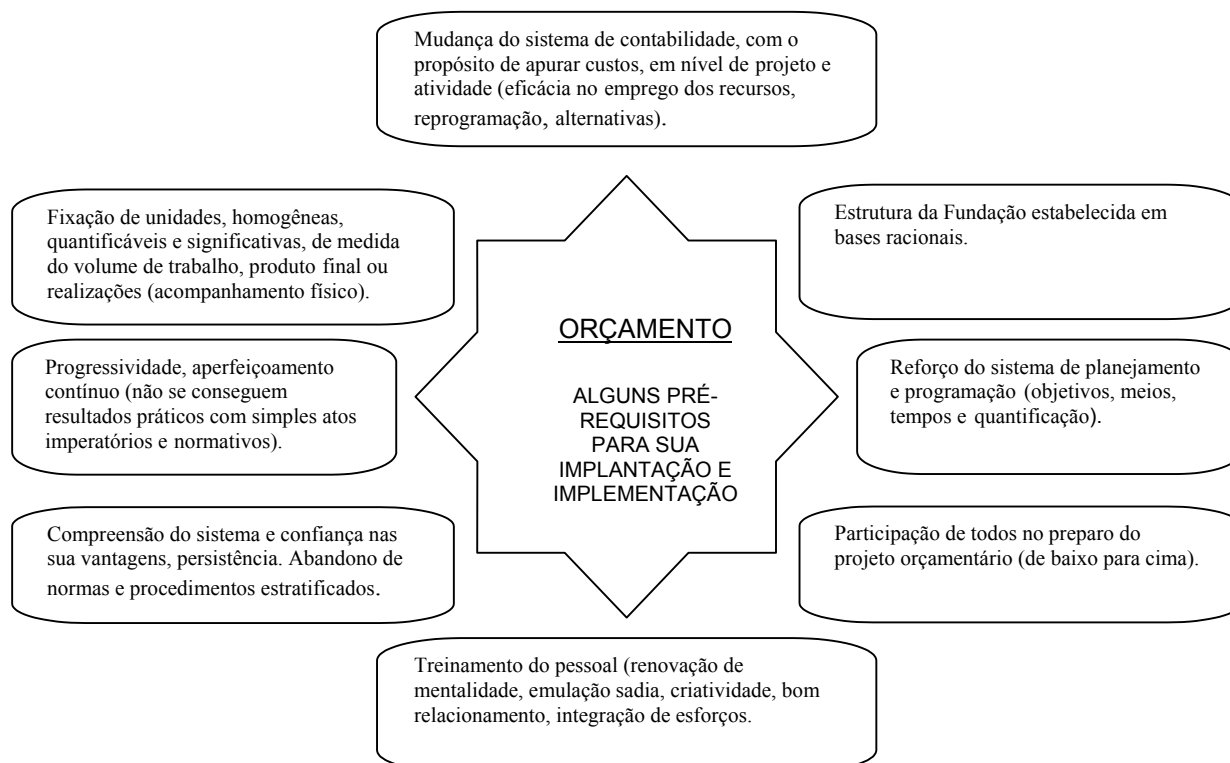 Mudança do sistema de contabilidade, com o
propósito de apurar custos, em nível de projeto e
atividade (eficácia no emprego dos recursos,
reprogramação, alternativas).
Fixação de unidades, homogêneas,
quantificáveis e significativas, de medida
do volume de trabalho, produto final ou
realizações (acompanhamento físico).
Estrutura da Fundação estabelecida em
bases racionais.
ORÇAMENTO
ALGUNS PRÉ-
REQUISITOS
PARA SUA
IMPLANTAÇÃO E
IMPLEMENTAÇÃO
Progressividade, aperfeiçoamento
contínuo (não se conseguem
resultados práticos com simples atos
imperatórios e normativos).
Reforço do sistema de planejamento
e programação (objetivos, meios,
tempos e quantificação).
Compreensão do sistema e confiança nas
sua vantagens, persistência. Abandono de
normas e procedimentos estratificados.
Participação de todos no preparo do
projeto orçamentário (de baixo para cima).
Treinamento do pessoal (renovação de
mentalidade, emulação sadia, criatividade, bom
relacionamento, integração de esforços.